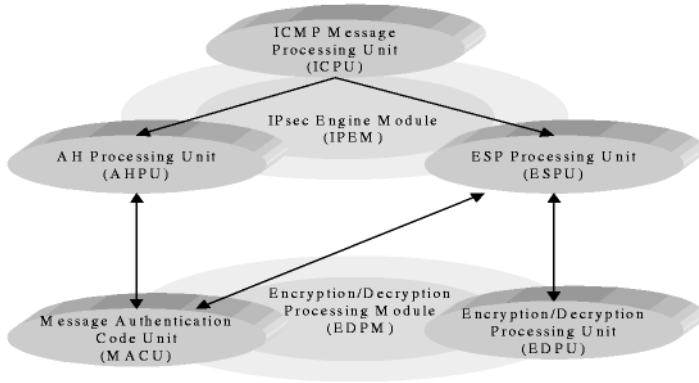 ICMP Message
Processing Unit
(ICPU)
IPsec Engine Module
(IPEM)
AH Processing Unit
(AHPU)
ESP Processing Unit
(ESPU)
Encryption/Decryption
Processing Module
(EDPM)
Message Authentication
Code Unit
(MACU)
Encryption/Decryption
Processing Unit
(EDPU)